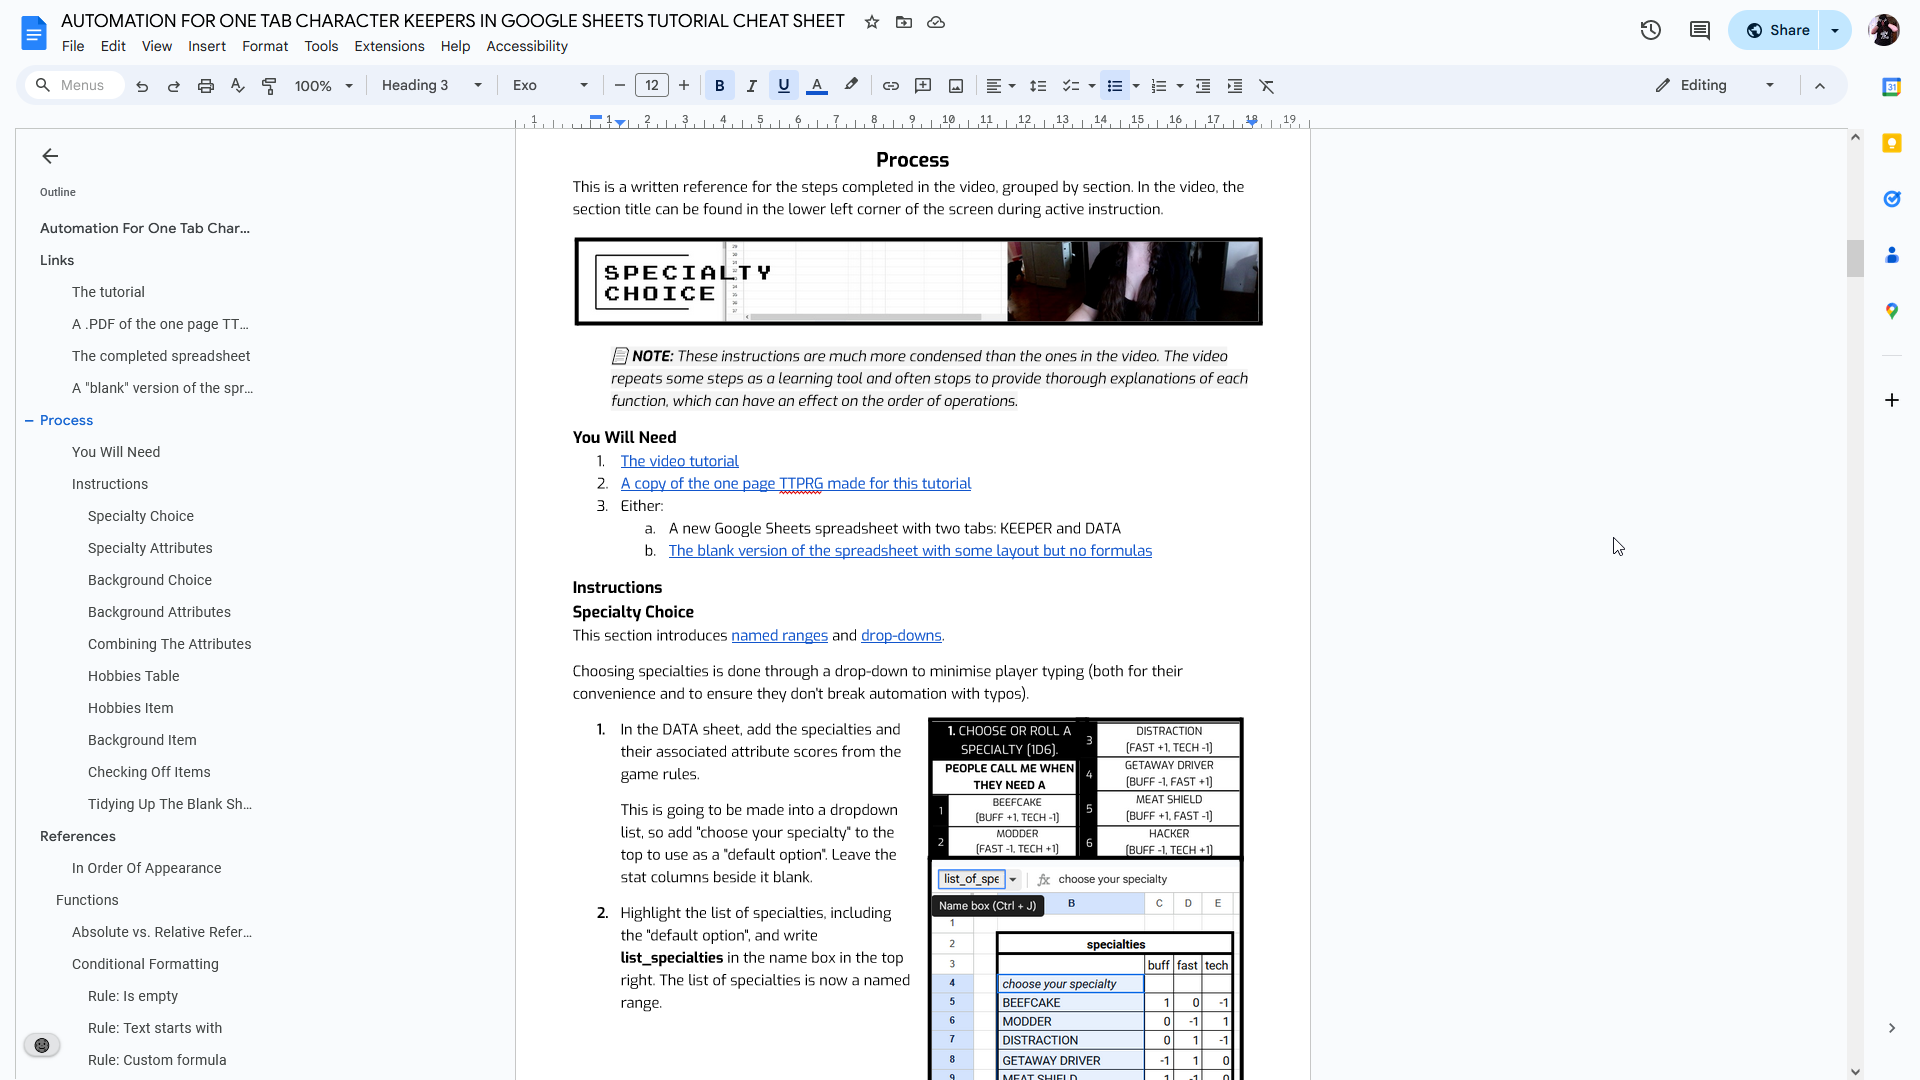 AUTOMATION FOR ONE TAB CHARACTER KEEPERS IN GOOGLE SHEETS TUTORIAL CHEAT SHEET
File Edit View Insert Format Tools Extensions Help Accessibility
Share
Menus 100% Heading 3 Exo 12 B I U A Editing
1 1 2 3 4 5 6 7 8 9 10 11 12 13 14 15 16 17 18 19
31
Outline
Automation For One Tab Char...
Links
The tutorial
A .PDF of the one page TT...
The completed spreadsheet
A "blank" version of the spr...
Process
You Will Need
Instructions
Specialty Choice
Specialty Attributes
Background Choice
Background Attributes
Combining The Attributes
Hobbies Table
Hobbies Item
Background Item
Checking Off Items
Tidying Up The Blank Sh...
References
In Order Of Appearance
Functions
Absolute vs. Relative Refer...
Conditional Formatting
Rule: Is empty
Rule: Text starts with
Rule: Custom formula
Process
This is a written reference for the steps completed in the video, grouped by section. In the video, the
section title can be found in the lower left corner of the screen during active instruction.
SPECIALTY
CHOICE
NOTE: These instructions are much more condensed than the ones in the video. The video
repeats some steps as a learning tool and often stops to provide thorough explanations of each
function, which can have an effect on the order of operations.
You Will Need
1. The video tutorial
2. A copy of the one page TTPRG made for this tutorial
3. Either:
a. A new Google Sheets spreadsheet with two tabs: KEEPER and DATA
b. The blank version of the spreadsheet with some layout but no formulas
Instructions
Specialty Choice
This section introduces named ranges and drop-downs.
Choosing specialties is done through a drop-down to minimise player typing (both for their
convenience and to ensure they don't break automation with typos).
1. In the DATA sheet, add the specialties and
their associated attribute scores from the
game rules.
This is going to be made into a dropdown
list, so add "choose your specialty" to the
top to use as a "default option". Leave the
stat columns beside it blank.
2. Highlight the list of specialties, including
the "default option", and write
list_specialties in the name box in the top
right. The list of specialties is now a named
range.
1. CHOOSE OR ROLL A
SPECIALTY [1D6].
PEOPLE CALL ME WHEN
THEY NEED A
1 BEEFCAKE
[BUFF +1, TECH -1]
2 MODDER
[FAST -1, TECH +1]
3 DISTRACTION
[FAST +1, TECH -1]
4 GETAWAY DRIVER
[BUFF -1, FAST +1]
5 MEAT SHIELD
[BUFF +1, FAST -1]
6 HACKER
[BUFF -1, TECH +1]
list_of_spe fx choose your specialty
Name box (Ctrl + J) B C D E
1
2 specialties
3 buff fast tech
4 choose your specialty
5 BEEFCAKE 1 0 -1
6 MODDER 0 -1 1
7 DISTRACTION 0 1 -1
8 GETAWAY DRIVER -1 1 0
9 MEAT SHIELD 1 -1 0